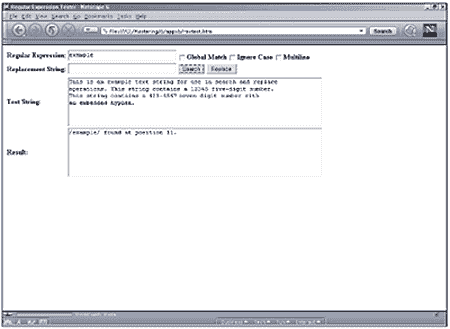 Regular Expression Tester - Netscape 6
File Edit View Search Go Bookmarks Tasks Help
Search
Regular Expression: example Global Match Ignore Case Multiline
Replacement String: Search Replace
Text String: This is an example text string for use in search and replace
operations. This string contains a 12345 five-digit number.
This string contains a 123-4567 seven digit number with
an embedded hyphen.
Result: /example/ found at position 11.